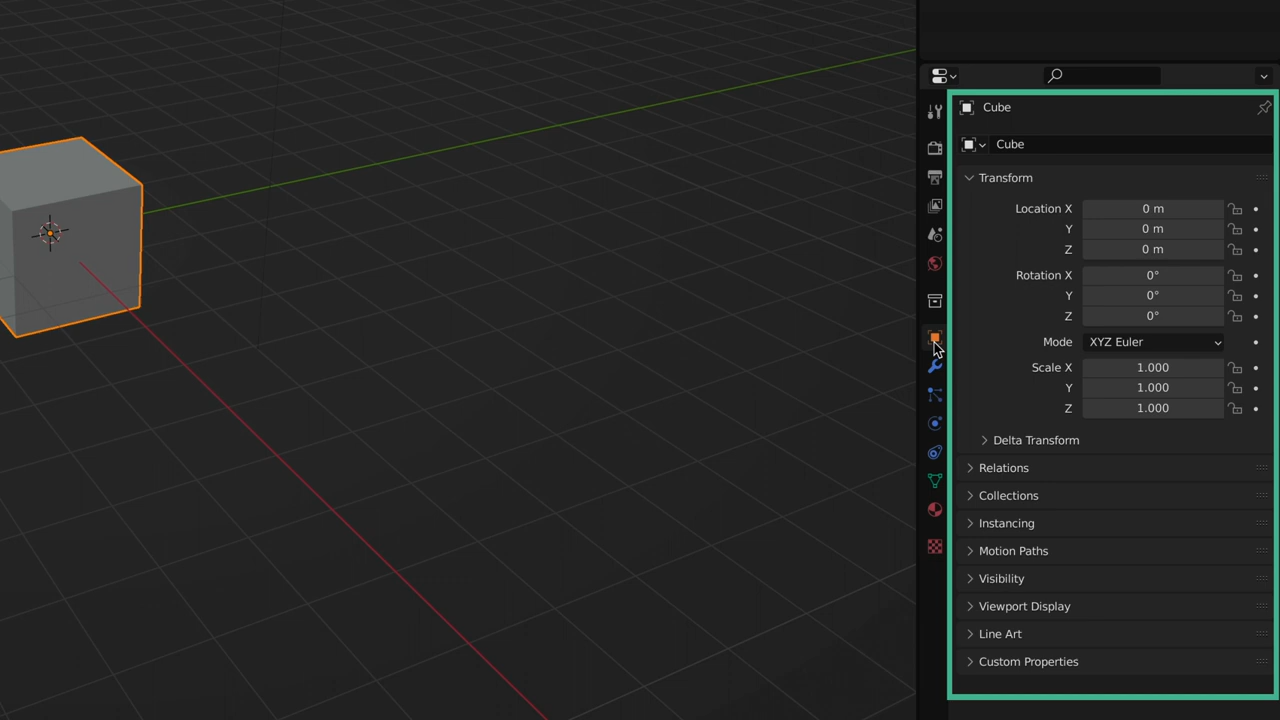 Cube
Cube
Transform
Location X 0 m
Y 0 m
Z 0 m
Rotation X 0°
Y 0°
Z 0°
Mode XYZ Euler
Scale X 1.000
Y 1.000
Z 1.000
Delta Transform
Relations
Collections
Instancing
Motion Paths
Visibility
Viewport Display
Line Art
Custom Properties